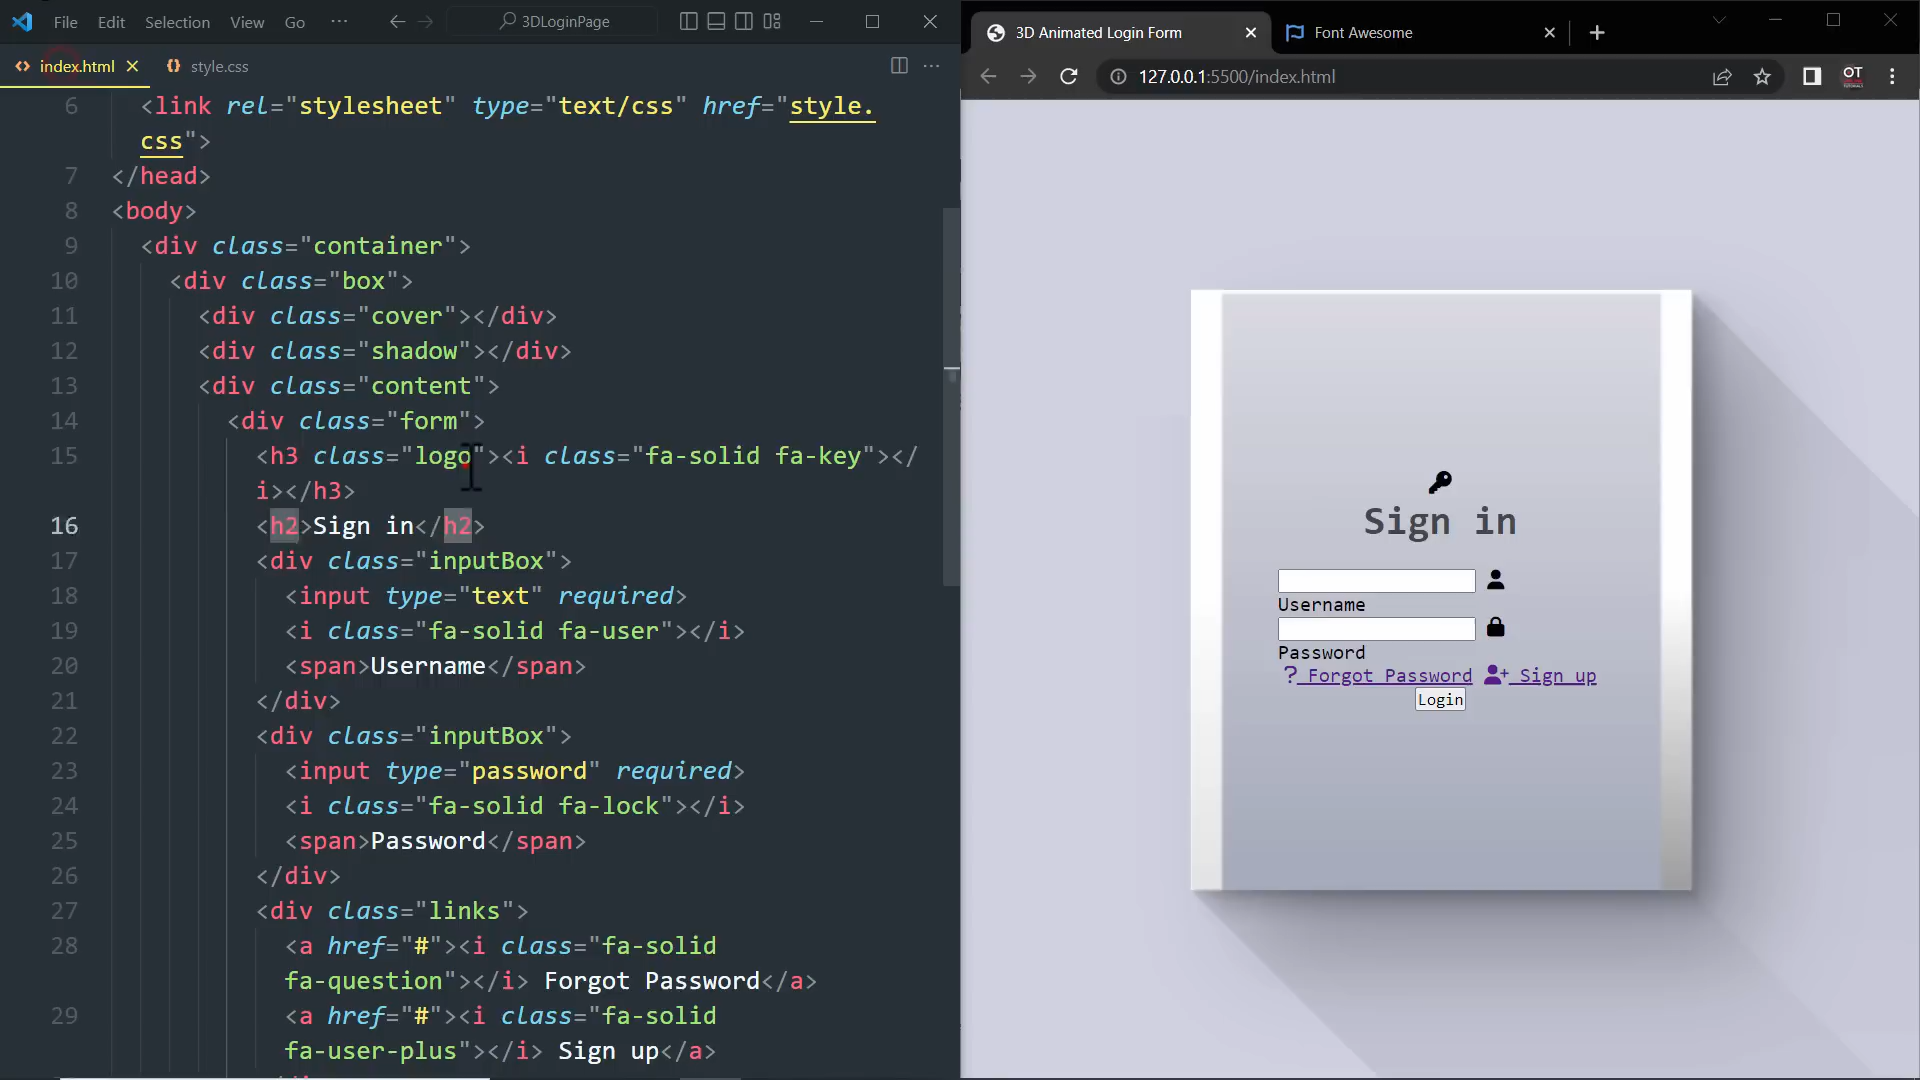 File Edit Selection View Go ··· 3DLoginPage
index.html style.css
6 <link rel="stylesheet" type="text/css" href="style.
css">
7 </head>
8 <body>
9 <div class="container">
10 <div class="box">
11 <div class="cover"></div>
12 <div class="shadow"></div>
13 <div class="content">
14 <div class="form">
15 <h3 class="logo"><i class="fa-solid fa-key"></
i></h3>
16 <h2>Sign in</h2>
17 <div class="inputBox">
18 <input type="text" required>
19 <i class="fa-solid fa-user"></i>
20 <span>Username</span>
21 </div>
22 <div class="inputBox">
23 <input type="password" required>
24 <i class="fa-solid fa-lock"></i>
25 <span>Password</span>
26 </div>
27 <div class="links">
28 <a href="#"><i class="fa-solid
fa-question"></i> Forgot Password</a>
29 <a href="#"><i class="fa-solid
fa-user-plus"></i> Sign up</a>
3D Animated Login Form Font Awesome
127.0.0.1:5500/index.html OT
Sign in
Username
Password
? Forgot Password Sign up
Login